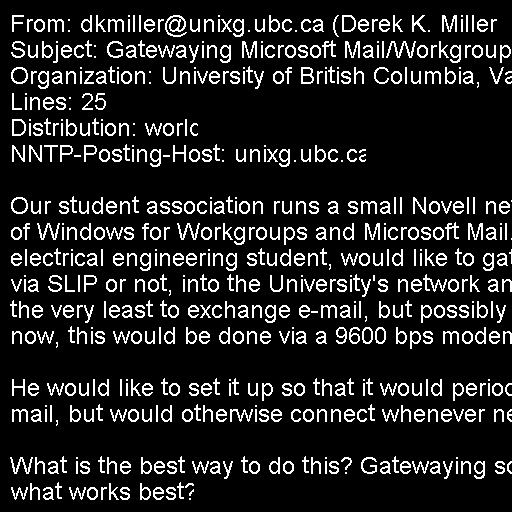 From: dkmiller@unixg.ubc.ca (Derek K. Miller
Subject: Gatewaying Microsoft Mail/Workgroup
Organization: University of British Columbia, Va
Lines: 25
Distribution: world
NNTP-Posting-Host: unixg.ubc.ca
Our student association runs a small Novell ne
of Windows for Workgroups and Microsoft Mail.
electrical engineering student, would like to gat
via SLIP or not, into the University's network an
the very least to exchange e-mail, but possibly
now, this would be done via a 9600 bps modem
He would like to set it up so that it would period
mail, but would otherwise connect whenever ne
What is the best way to do this? Gatewaying so
what works best?